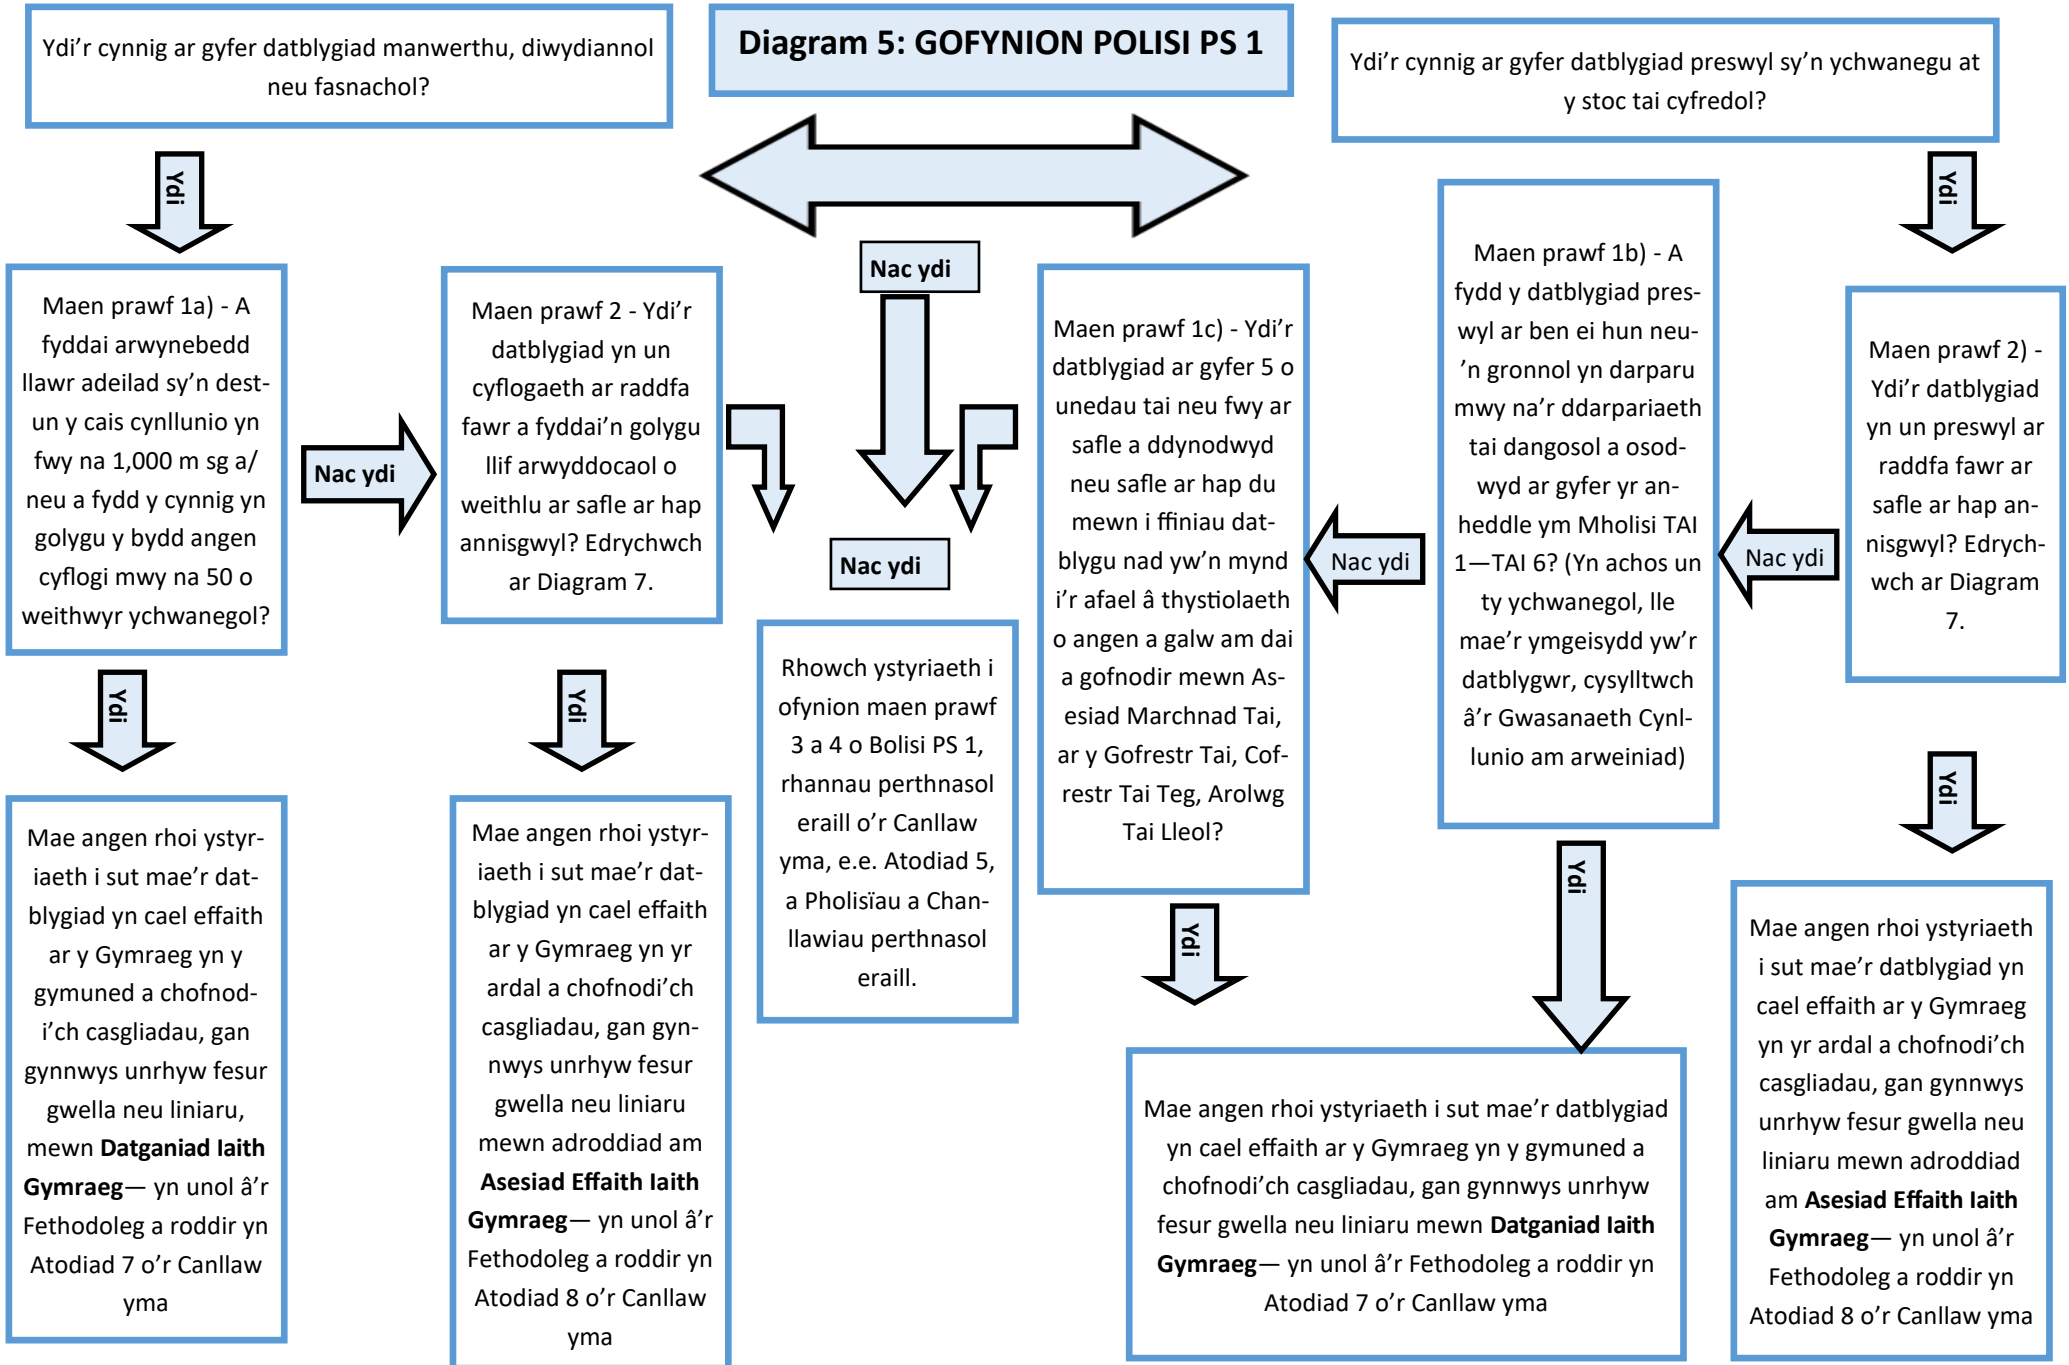 Diagram 5: GOFYNION POLISI PS 1
Ydi'r cynnig ar gyfer datblygiad manwerthu, diwydiannol
neu fasnachol?
Ydi'r cynnig ar gyfer datblygiad preswyl sy'n ychwanegu at
y stoc tai cyfredol?
Ydi
Ydi
Nac ydi
Maen prawf 1a) - A
fyddai arwynebedd
llawr adeilad sy'n dest-
un y cais cynllunio yn
fwy na 1,000 m sg a/
neu a fydd y cynnig yn
golygu y bydd angen
cyflogi mwy na 50 o
weithwyr ychwanegol?
Nac ydi
Maen prawf 2 - Ydi'r
datblygiad yn un
cyflogaeth ar raddfa
fawr a fyddai'n golygu
llif arwyddocaol o
weithlu ar safle ar hap
annisgwyl? Edrychwch
ar Diagram 7.
Nac ydi
Rhowch ystyriaeth i
ofynion maen prawf
3 a 4 o Bolisi PS 1,
rhannau perthnasol
eraill o'r Canllaw
yma, e.e. Atodiad 5,
a Pholisïau a Chan-
llawiau perthnasol
eraill.
Maen prawf 1c) - Ydi'r
datblygiad ar gyfer 5 o
unedau tai neu fwy ar
safle a ddynodwyd
neu safle ar hap du
mewn i ffiniau dat-
blygu nad yw'n mynd
i'r afael â thystiolaeth
o angen a galw am dai
a gofnodir mewn As-
esiad Marchnad Tai,
ar y Gofrestr Tai, Cof-
restr Tai Teg, Arolwg
Tai Lleol?
Nac ydi
Maen prawf 1b) - A
fydd y datblygiad pres-
wyl ar ben ei hun neu-
'n gronnol yn darparu
mwy na'r ddarpariaeth
tai dangosol a osod-
wyd ar gyfer yr an-
heddle ym Mholisi TAI
1—TAI 6? (Yn achos un
ty ychwanegol, lle
mae'r ymgeisydd yw'r
datblygwr, cysylltwch
â'r Gwasanaeth Cynl-
lunio am arweiniad)
Nac ydi
Maen prawf 2) -
Ydi'r datblygiad
yn un preswyl ar
raddfa fawr ar
safle ar hap an-
nisgwyl? Edrych-
wch ar Diagram
7.
Ydi
Ydi
Ydi
Ydi
Ydi
Mae angen rhoi ystyr-
iaeth i sut mae'r dat-
blygiad yn cael effaith
ar y Gymraeg yn y
gymuned a chofnod-
i'ch casgliadau, gan
gynnwys unrhyw fesur
gwella neu liniaru,
mewn Datganiad Iaith
Gymraeg— yn unol â'r
Fethodoleg a roddir yn
Atodiad 7 o'r Canllaw
yma
Mae angen rhoi ystyr-
iaeth i sut mae'r dat-
blygiad yn cael effaith
ar y Gymraeg yn yr
ardal a chofnodi'ch
casgliadau, gan gyn-
nwys unrhyw fesur
gwella neu liniaru
mewn adroddiad am
Asesiad Effaith Iaith
Gymraeg— yn unol â'r
Fethodoleg a roddir yn
Atodiad 8 o'r Canllaw
yma
Mae angen rhoi ystyriaeth i sut mae'r datblygiad
yn cael effaith ar y Gymraeg yn y gymuned a
chofnodi'ch casgliadau, gan gynnwys unrhyw
fesur gwella neu liniaru mewn Datganiad Iaith
Gymraeg— yn unol â'r Fethodoleg a roddir yn
Atodiad 7 o'r Canllaw yma
Mae angen rhoi ystyriaeth
i sut mae'r datblygiad yn
cael effaith ar y Gymraeg
yn yr ardal a chofnodi'ch
casgliadau, gan gynnwys
unrhyw fesur gwella neu
liniaru mewn adroddiad
am Asesiad Effaith Iaith
Gymraeg— yn unol â'r
Fethodoleg a roddir yn
Atodiad 8 o'r Canllaw yma